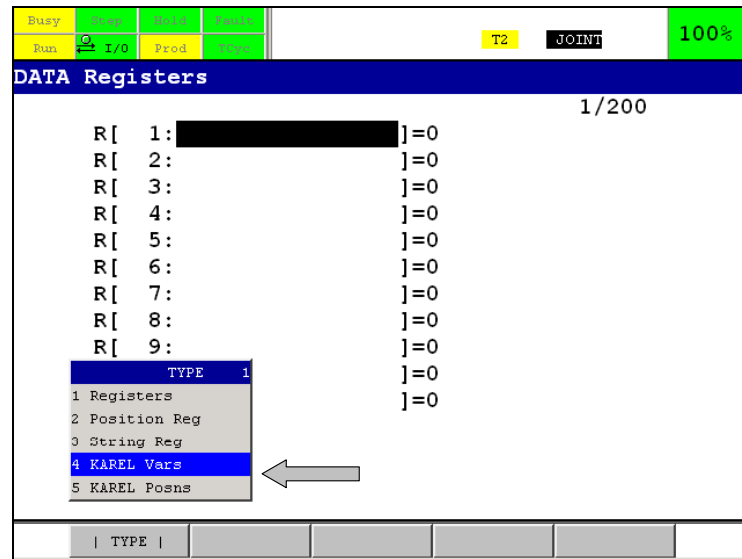 Busy Step Hold Fault
Run I/O Prod TCyc
T2 JOINT 100%
DATA Registers
1/200
R[ 1: ]=0
R[ 2: ]=0
R[ 3: ]=0
R[ 4: ]=0
R[ 5: ]=0
R[ 6: ]=0
R[ 7: ]=0
R[ 8: ]=0
R[ 9: ]=0
]=0
]=0
TYPE 1
1 Registers
2 Position Reg
3 String Reg
4 KAREL Vars
5 KAREL Posns
| TYPE |